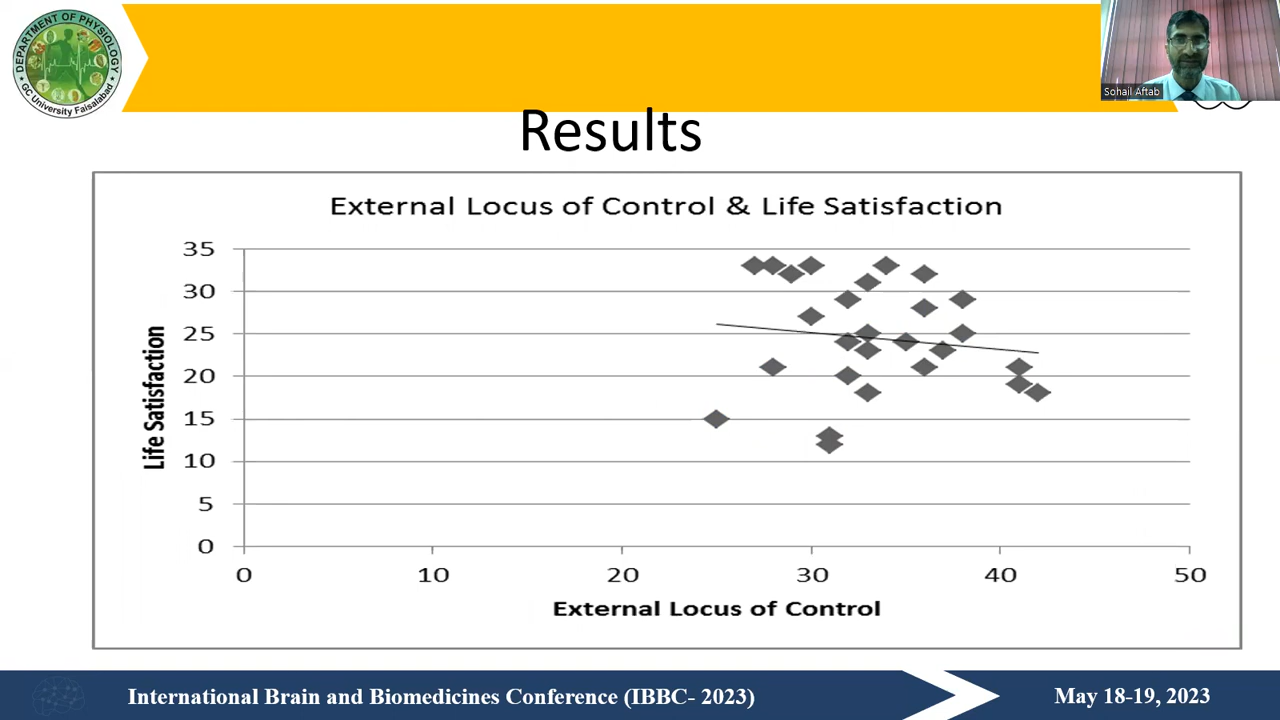 DEPARTMENT OF PHYSIOLOGY
GC University Faisalabad
Sohail Aftab
Results
External Locus of Control & Life Satisfaction
Life Satisfaction
35
30
25
20
15
10
5
0
0 10 20 30 40 50
External Locus of Control
International Brain and Biomedicines Conference (IBBC- 2023)
May 18-19, 2023